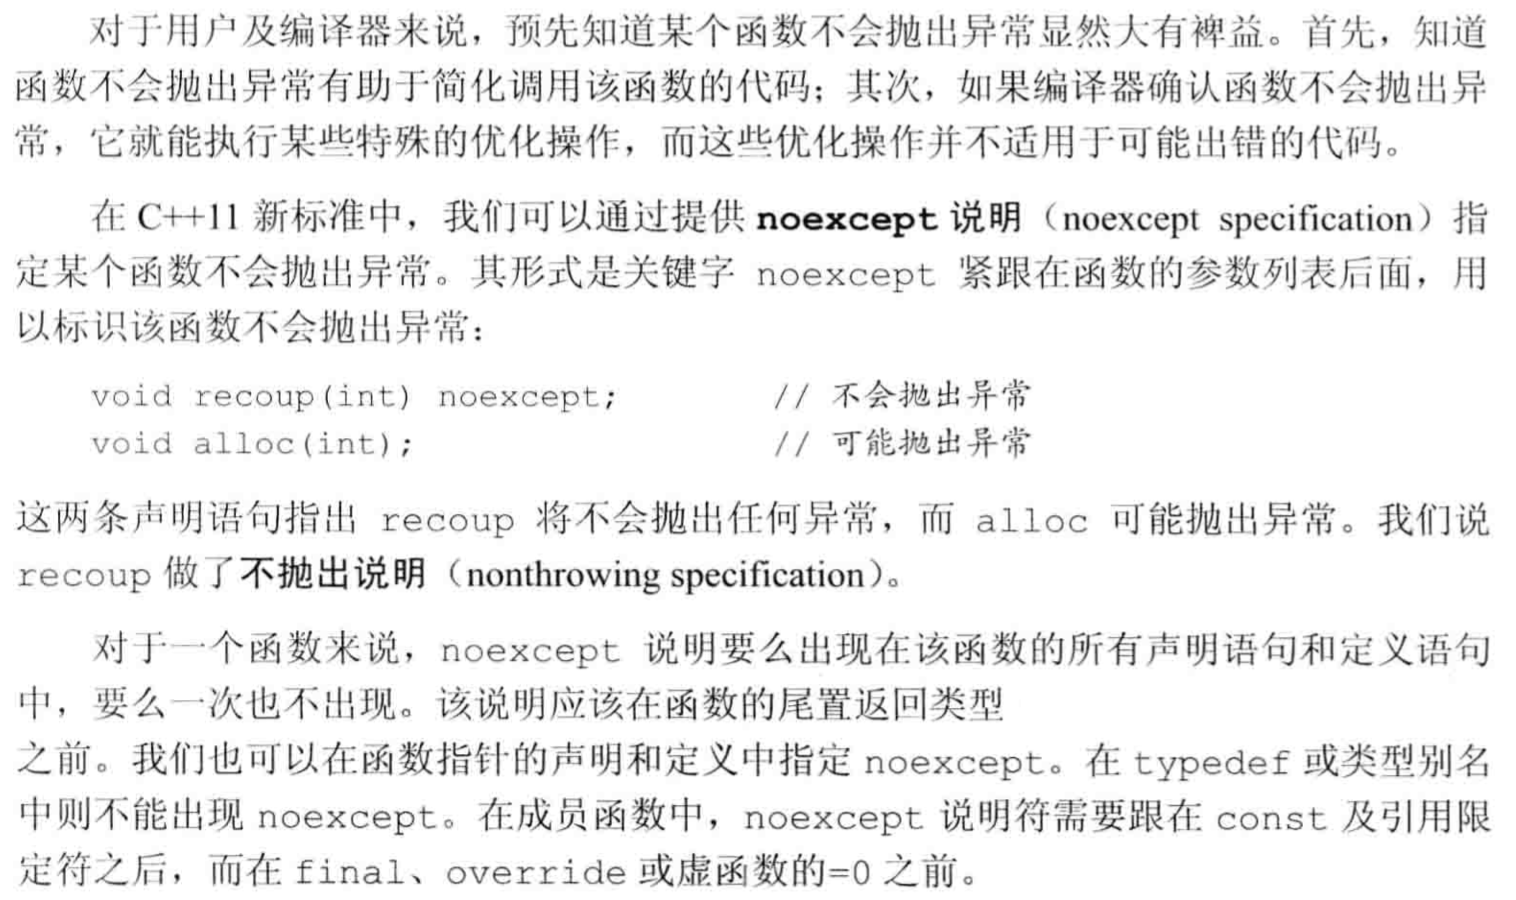 对于用户及编译器来说，预先知道某个函数不会抛出异常显然大有裨益。首先，知道
函数不会抛出异常有助于简化调用该函数的代码；其次，如果编译器确认函数不会抛出异
常，它就能执行某些特殊的优化操作，而这些优化操作并不适用于可能出错的代码。
在 C++11 新标准中，我们可以通过提供 noexcept 说明（noexcept specification）指
定某个函数不会抛出异常。其形式是关键字 noexcept 紧跟在函数的参数列表后面，用
以标识该函数不会抛出异常：
void recoup(int) noexcept; // 不会抛出异常
void alloc(int); // 可能抛出异常
这两条声明语句指出 recoup 将不会抛出任何异常，而 alloc 可能抛出异常。我们说
recoup 做了不抛出说明（nonthrowing specification）。
对于一个函数来说，noexcept 说明要么出现在该函数的所有声明语句和定义语句
中，要么一次也不出现。该说明应该在函数的尾置返回类型
之前。我们也可以在函数指针的声明和定义中指定 noexcept。在 typedef 或类型别名
中则不能出现 noexcept。在成员函数中，noexcept 说明符需要跟在 const 及引用限
定符之后，而在 final、override 或虚函数的=0 之前。